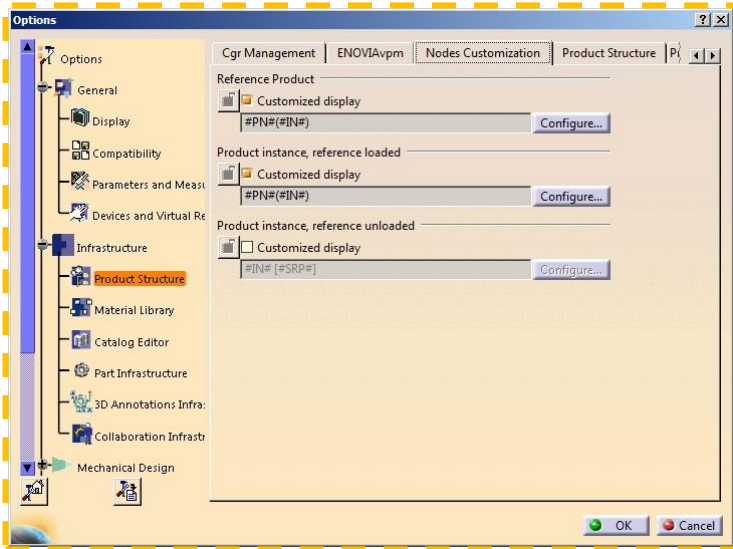 Options
Options
General
Display
Compatibility
Parameters and Measu
Devices and Virtual Re
Infrastructure
Product Structure
Material Library
Catalog Editor
Part Infrastructure
3D Annotations Infra:
Collaboration Infrastr
Mechanical Design
Cgr Management ENOVIAvpm Nodes Customization Product Structure
Reference Product
Customized display
#PN#(#IN#) Configure...
Product instance, reference loaded
Customized display
#PN#(#IN#) Configure...
Product instance, reference unloaded
Customized display
#IN# [#SRP#] Configure...
OK Cancel